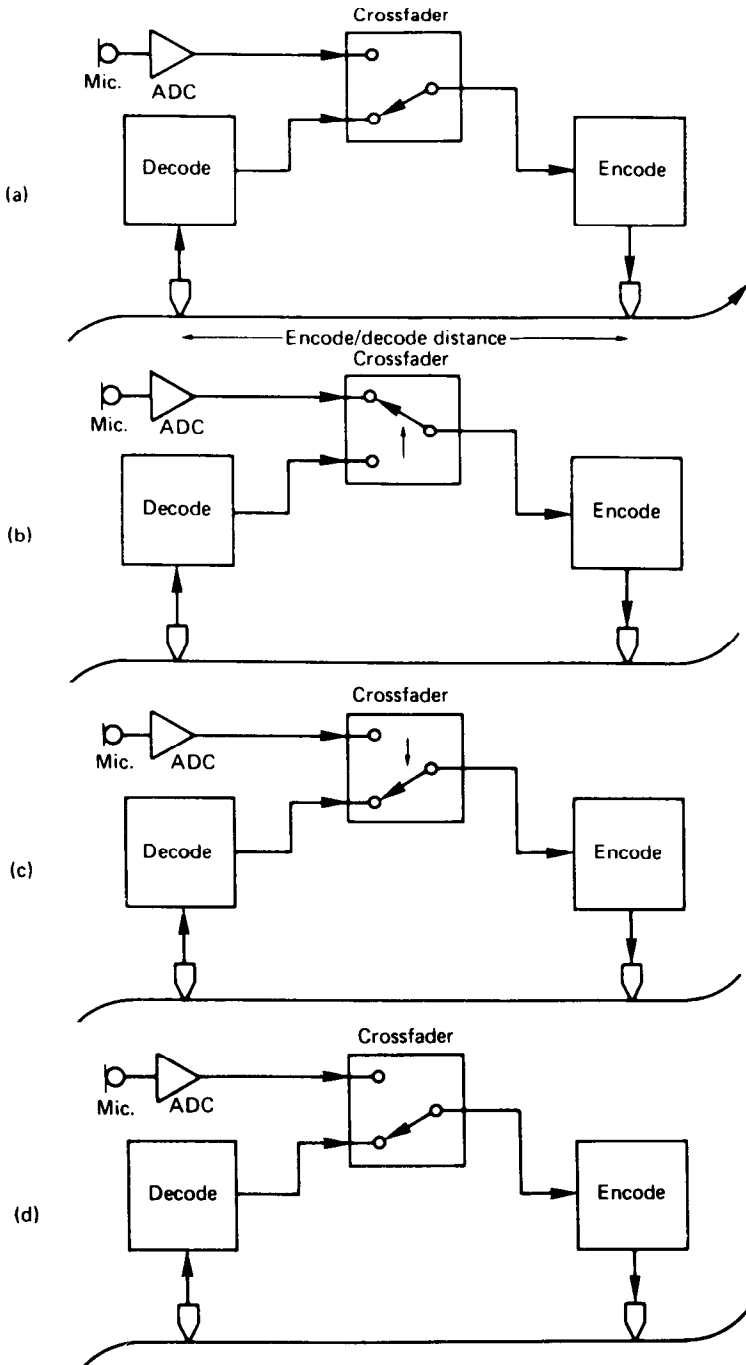 Crossfader
Mic.
ADC
Decode
Encode
(a)
Encode/decode distance
Crossfader
Mic.
ADC
Decode
Encode
(b)
Crossfader
Mic.
ADC
Decode
Encode
(c)
Crossfader
Mic.
ADC
Decode
Encode
(d)